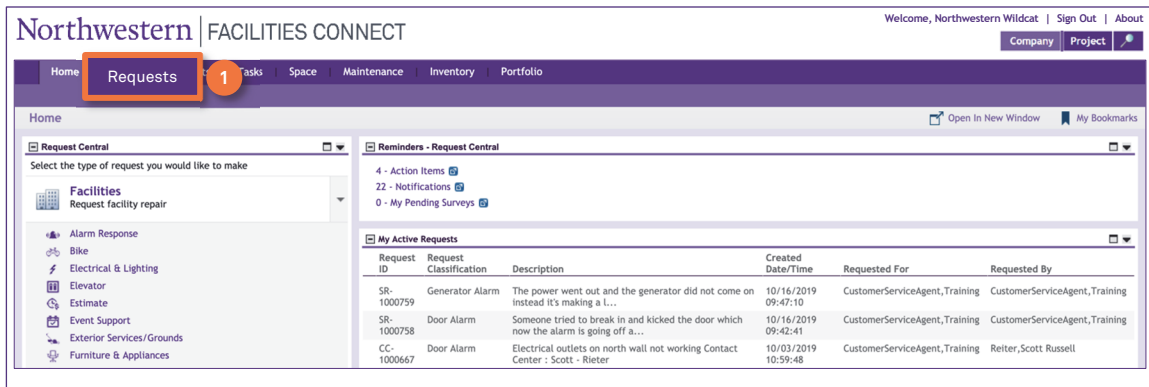 Northwestern | FACILITIES CONNECT
Welcome, Northwestern Wildcat | Sign Out | About
Company Project
Home Requests 1 Tasks Space Maintenance Inventory Portfolio
Home
Open In New Window My Bookmarks
Request Central
Select the type of request you would like to make
Facilities
Request facility repair
Alarm Response
Bike
Electrical & Lighting
Elevator
Estimate
Event Support
Exterior Services/Grounds
Furniture & Appliances
Reminders - Request Central
4 - Action Items
22 - Notifications
0 - My Pending Surveys
My Active Requests
Request Request Created
ID Classification Description Date/Time Requested For Requested By
SR- Generator Alarm The power went out and the generator did not come on 10/16/2019 CustomerServiceAgent,Training CustomerServiceAgent,Training
1000759 instead it's making a l... 09:47:10
SR- Door Alarm Someone tried to break in and kicked the door which 10/16/2019 CustomerServiceAgent,Training CustomerServiceAgent,Training
1000758 now the alarm is going off a... 09:42:41
CC- Door Alarm Electrical outlets on north wall not working Contact 10/03/2019 CustomerServiceAgent,Training Reiter,Scott Russell
1000667 Center : Scott - Rieter 10:59:48